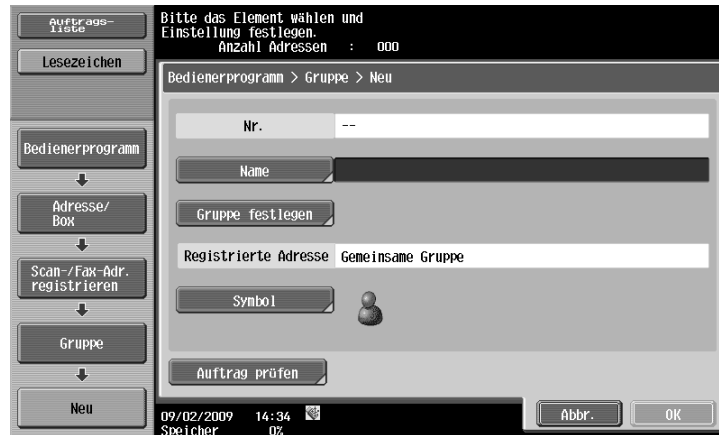 Auftrags-
liste
Lesezeichen
Bedienerprogramm
Adresse/
Box
Scan-/Fax-Adr.
registrieren
Gruppe
Neu
Bitte das Element wählen und
Einstellung festlegen.
Anzahl Adressen : 000
Bedienerprogramm > Gruppe > Neu
Nr. --
Name
Gruppe festlegen
Registrierte Adresse Gemeinsame Gruppe
Symbol
Auftrag prüfen
Abbr. OK
09/02/2009 14:34
Speicher 0%